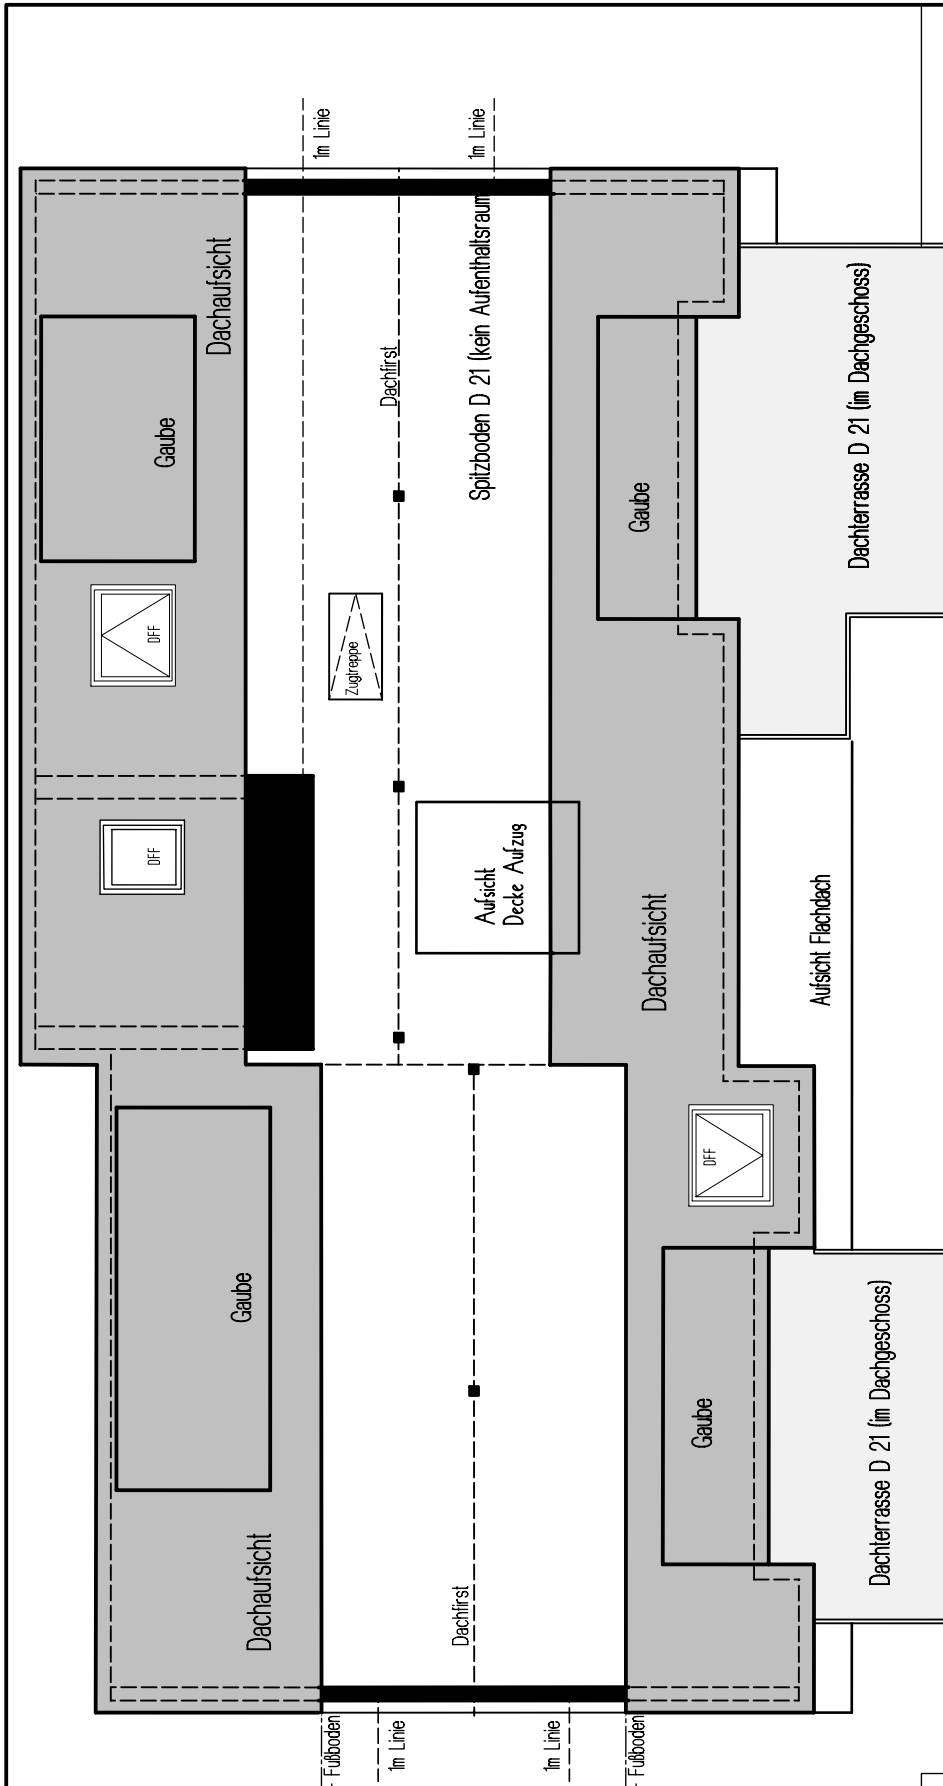 1m Linie
1m Linie
Dachaufsicht
Gaube
Dachfirst
Spitzboden D 21 (kein Aufenthaltsraum
Gaube
Dachterrasse D 21 (im Dachgeschoss)
DFF
Zugtreppe
DFF
Aufsicht
Decke Aufzug
Dachaufsicht
Aufsicht Flachdach
DFF
Gaube
Gaube
Dachterrasse D 21 (im Dachgeschoss)
Dachaufsicht
Dachfirst
Fußboden
1m Linie
1m Linie
Fußboden